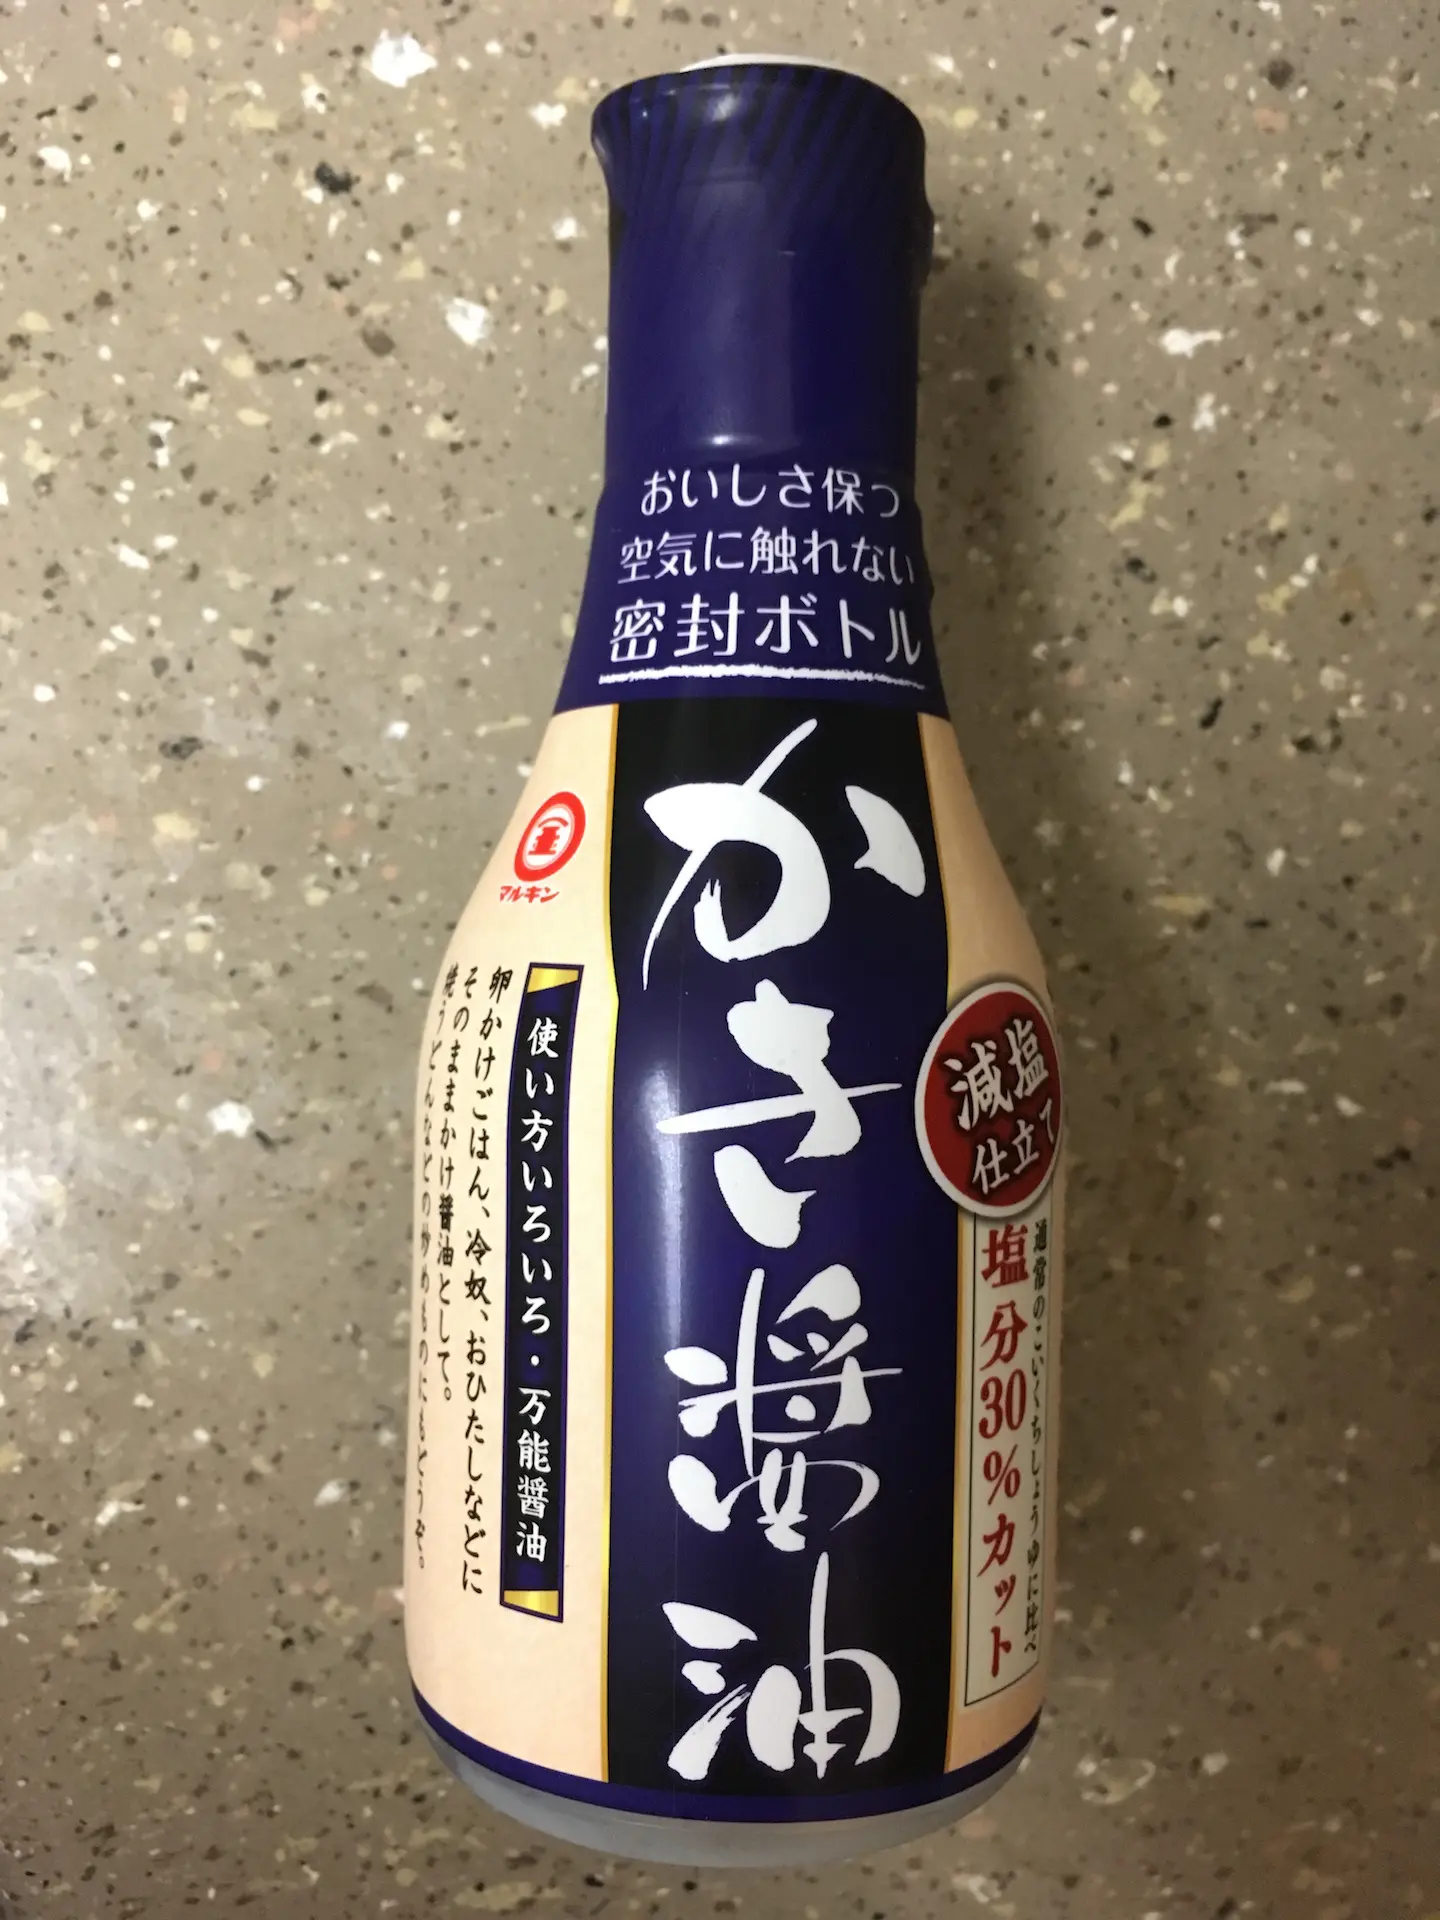 おいしさ保つ
空気に触れない
密封ボトル
かき醤油
金
マルキン
使い方いろいろ・万能醤油
卵かけごはん、冷奴、おひたしなどに
そのままかけ醤油として。
焼うどんなどの炒めものにもどうぞ。
減塩
仕立て
通常のこいくちしょうゆに比べ
塩分30%カット